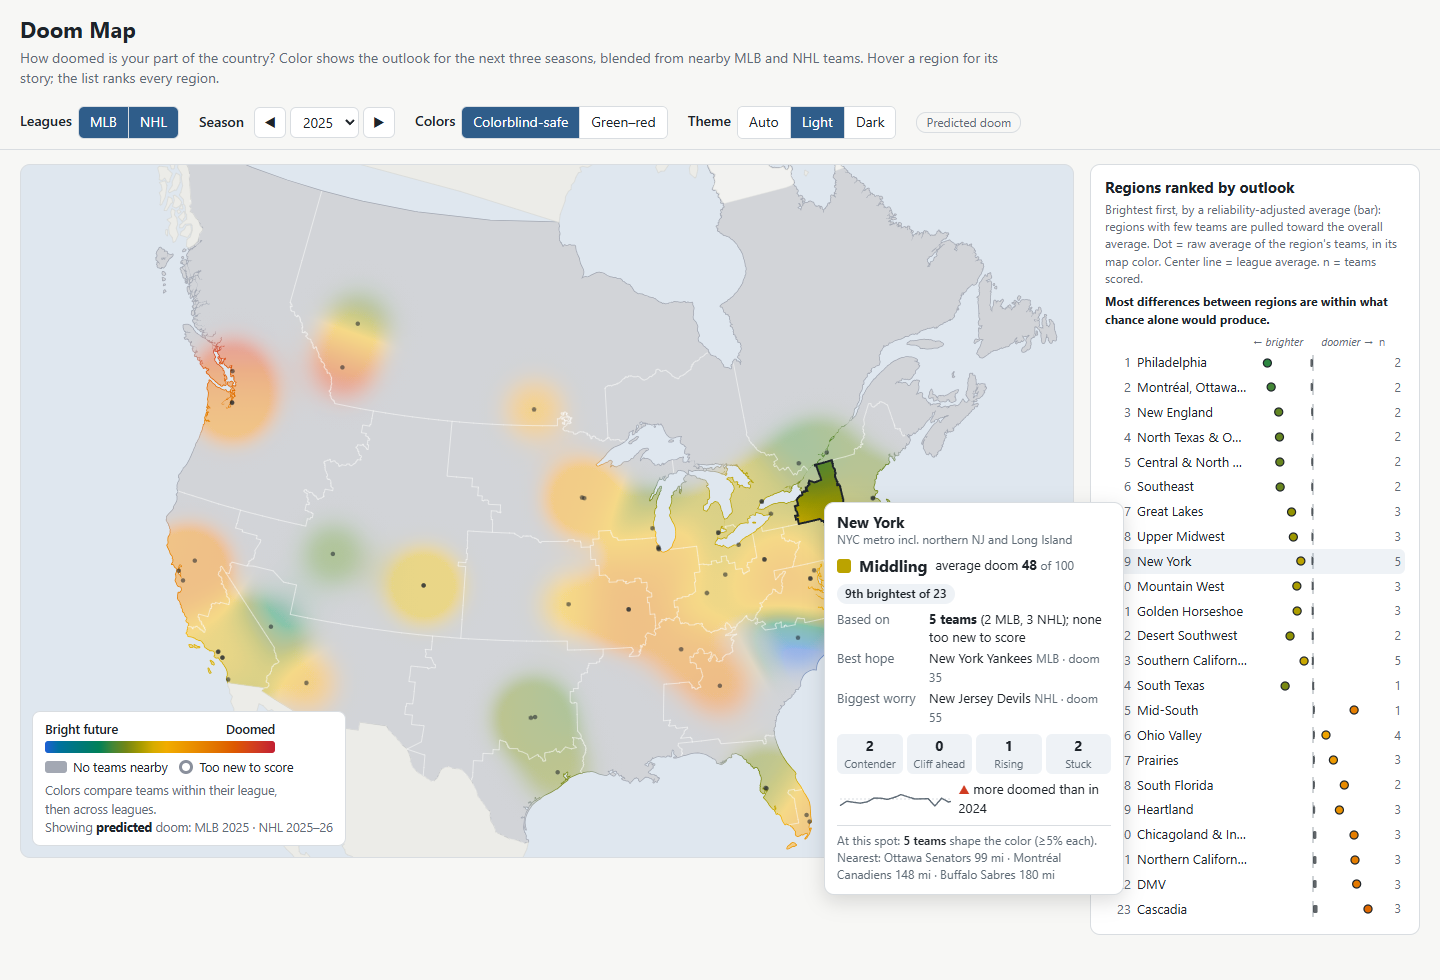 Doom Map
How doomed is your part of the country? Color shows the outlook for the next three seasons, blended from nearby MLB and NHL teams. Hover a region for its
story; the list ranks every region.
Leagues MLB NHL Season ◀ 2025 ▶ Colors Colorblind-safe Green–red Theme Auto Light Dark Predicted doom
Bright future Doomed
No teams nearby Too new to score
Colors compare teams within their league,
then across leagues.
Showing predicted doom: MLB 2025 · NHL 2025–26
New York
NYC metro incl. northern NJ and Long Island
Middling average doom 48 of 100
9th brightest of 23
Based on 5 teams (2 MLB, 3 NHL); none
too new to score
Best hope New York Yankees MLB · doom
35
Biggest worry New Jersey Devils NHL · doom
55
2 0 1 2
Contender Cliff ahead Rising Stuck
▲ more doomed than in
2024
At this spot: 5 teams shape the color (≥5% each).
Nearest: Ottawa Senators 99 mi · Montréal
Canadiens 148 mi · Buffalo Sabres 180 mi
Regions ranked by outlook
Brightest first, by a reliability-adjusted average (bar):
regions with few teams are pulled toward the overall
average. Dot = raw average of the region's teams, in its
map color. Center line = league average. n = teams
scored.
Most differences between regions are within what
chance alone would produce.
← brighter doomier → n
1 Philadelphia 2
2 Montréal, Ottawa... 2
3 New England 2
4 North Texas & O... 2
5 Central & North ... 2
6 Southeast 2
7 Great Lakes 3
8 Upper Midwest 3
9 New York 5
0 Mountain West 3
1 Golden Horseshoe 3
2 Desert Southwest 2
3 Southern Californ... 5
4 South Texas 1
5 Mid-South 1
6 Ohio Valley 4
7 Prairies 3
8 South Florida 2
9 Heartland 3
0 Chicagoland & In... 3
1 Northern Californ... 3
2 DMV 3
23 Cascadia 3